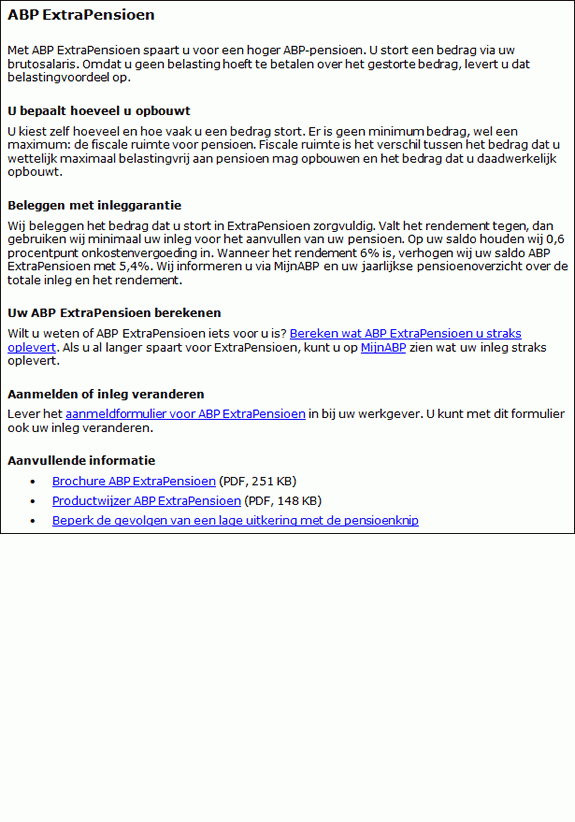 ABP ExtraPensioen
Met ABP ExtraPensioen spaart u voor een hoger ABP-pensioen. U stort een bedrag via uw
brutosalaris. Omdat u geen belasting hoeft te betalen over het gestorte bedrag, levert u dat
belastingvoordeel op.
U bepaalt hoeveel u opbouwt
U kiest zelf hoeveel en hoe vaak u een bedrag stort. Er is geen minimum bedrag, wel een
maximum: de fiscale ruimte voor pensioen. Fiscale ruimte is het verschil tussen het bedrag dat u
wettelijk maximaal belastingvrij aan pensioen mag opbouwen en het bedrag dat u daadwerkelijk
opbouwt.
Beleggen met inleggarantie
Wij beleggen het bedrag dat u stort in ExtraPensioen zorgvuldig. Valt het rendement tegen, dan
gebruiken wij minimaal uw inleg voor het aanvullen van uw pensioen. Op uw saldo houden wij 0,6
procentpunt onkostenvergoeding in. Wanneer het rendement 6% is, verhogen wij uw saldo ABP
ExtraPensioen met 5,4%. Wij informeren u via MijnABP en uw jaarlijkse pensioenoverzicht over de
totale inleg en het rendement.
Uw ABP ExtraPensioen berekenen
Wilt u weten of ABP ExtraPensioen iets voor u is? Bereken wat ABP ExtraPensioen u straks
oplevert. Als u al langer spaart voor ExtraPensioen, kunt u op MijnABP zien wat uw inleg straks
oplevert.
Aanmelden of inleg veranderen
Lever het aanmeldformulier voor ABP ExtraPensioen in bij uw werkgever. U kunt met dit formulier
ook uw inleg veranderen.
Aanvullende informatie
• Brochure ABP ExtraPensioen (PDF, 251 KB)
• Productwijzer ABP ExtraPensioen (PDF, 148 KB)
• Beperk de gevolgen van een lage uitkering met de pensioenknip